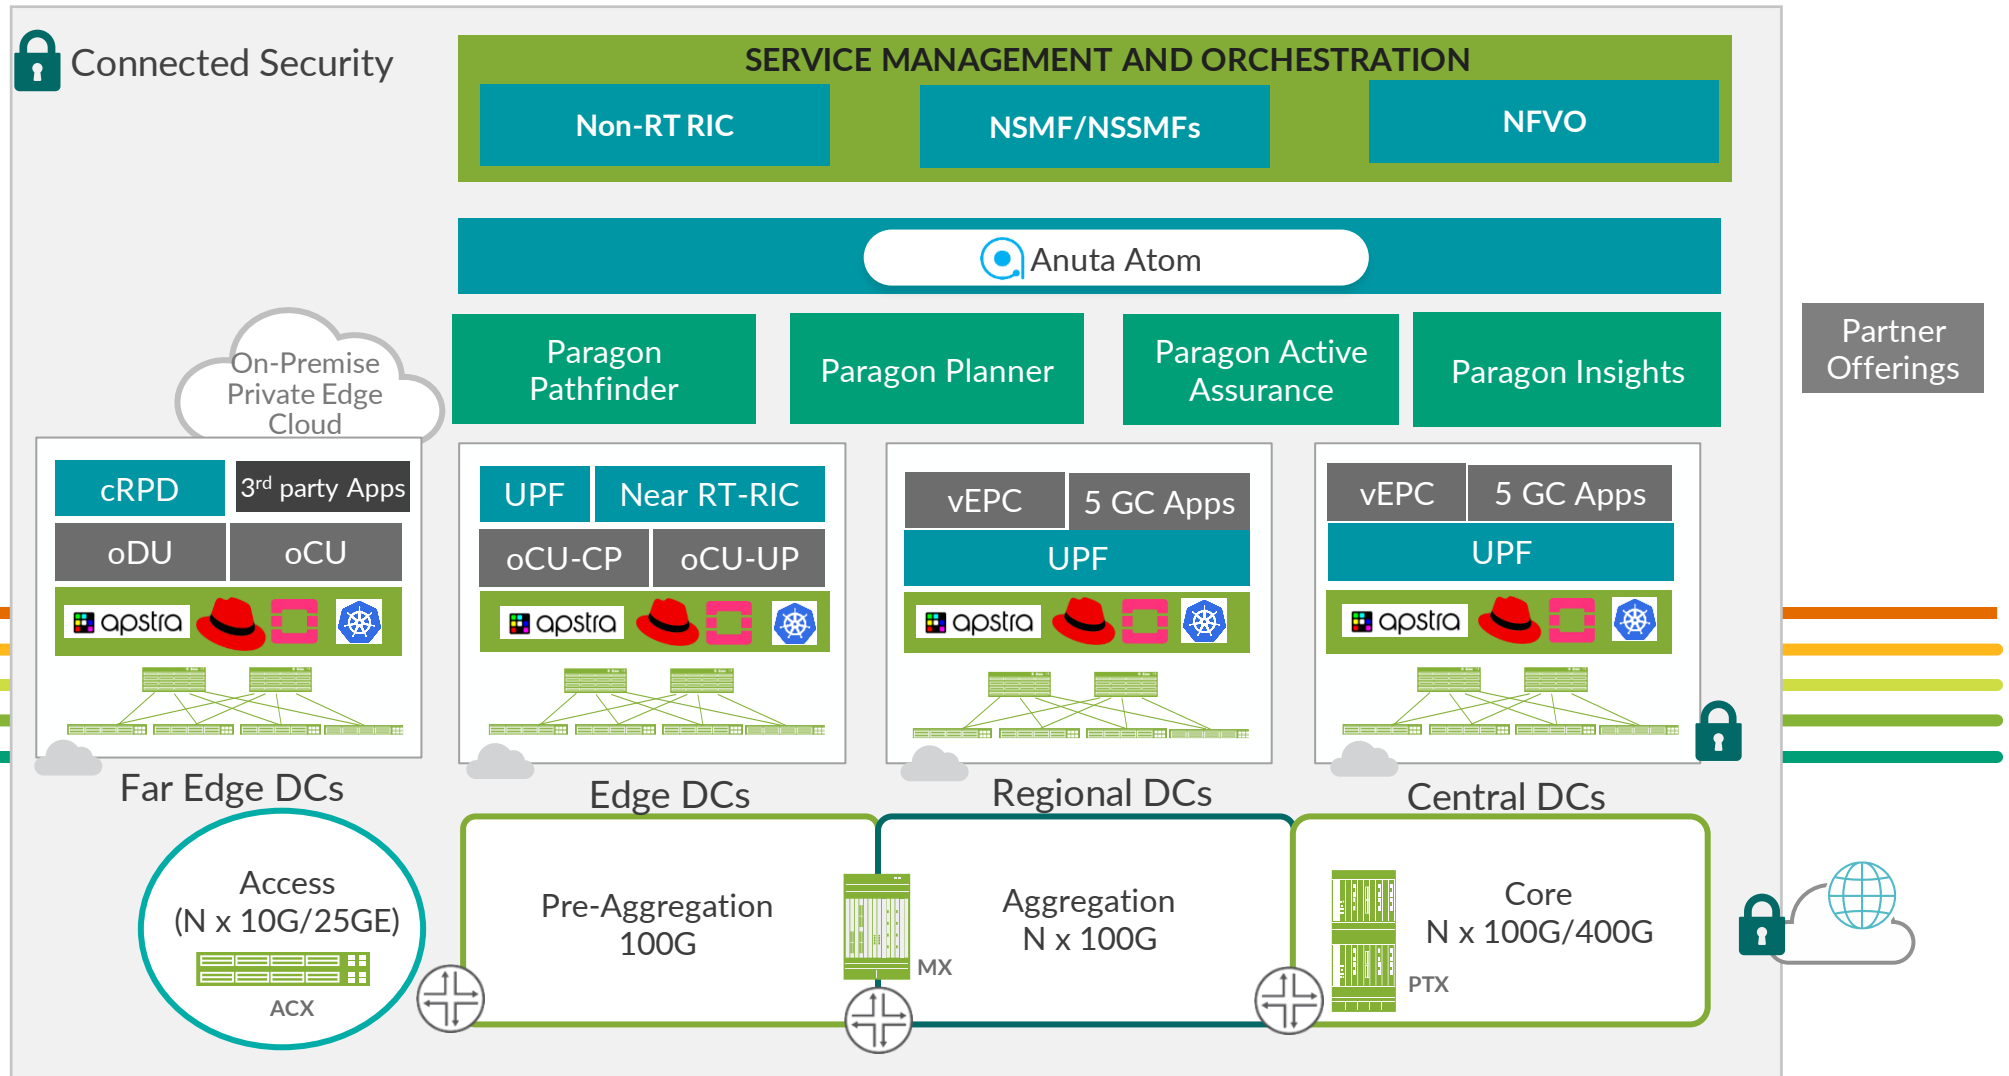 Connected Security
SERVICE MANAGEMENT AND ORCHESTRATION
Non-RT RIC
NSMF/NSSMFs
NFVO
Anuta Atom
On-Premise
Private Edge
Cloud
Paragon
Pathfinder
Paragon Planner
Paragon Active
Assurance
Paragon Insights
Partner
Offerings
cRPD
3rd party Apps
oDU
oCU
apstra
UPF
Near RT-RIC
oCU-CP
oCU-UP
apstra
vEPC
5 GC Apps
UPF
apstra
vEPC
5 GC Apps
UPF
apstra
Far Edge DCs
Edge DCs
Regional DCs
Central DCs
Access
(N x 10G/25GE)
ACX
Pre-Aggregation
100G
MX
Aggregation
N x 100G
Core
N x 100G/400G
PTX